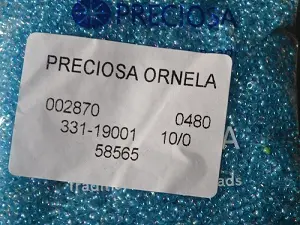 PRECIOSA
PRECIOSA ORNELA
002870 0480
331-19001 10/0
58565